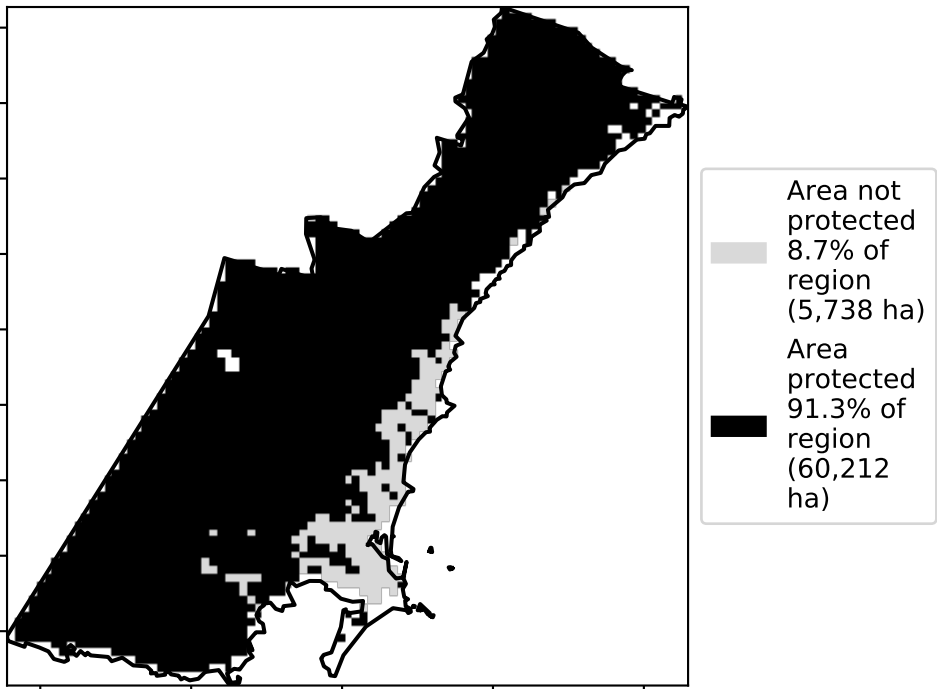 Area not
protected
8.7% of
region
(5,738 ha)
Area
protected
91.3% of
region
(60,212
ha)